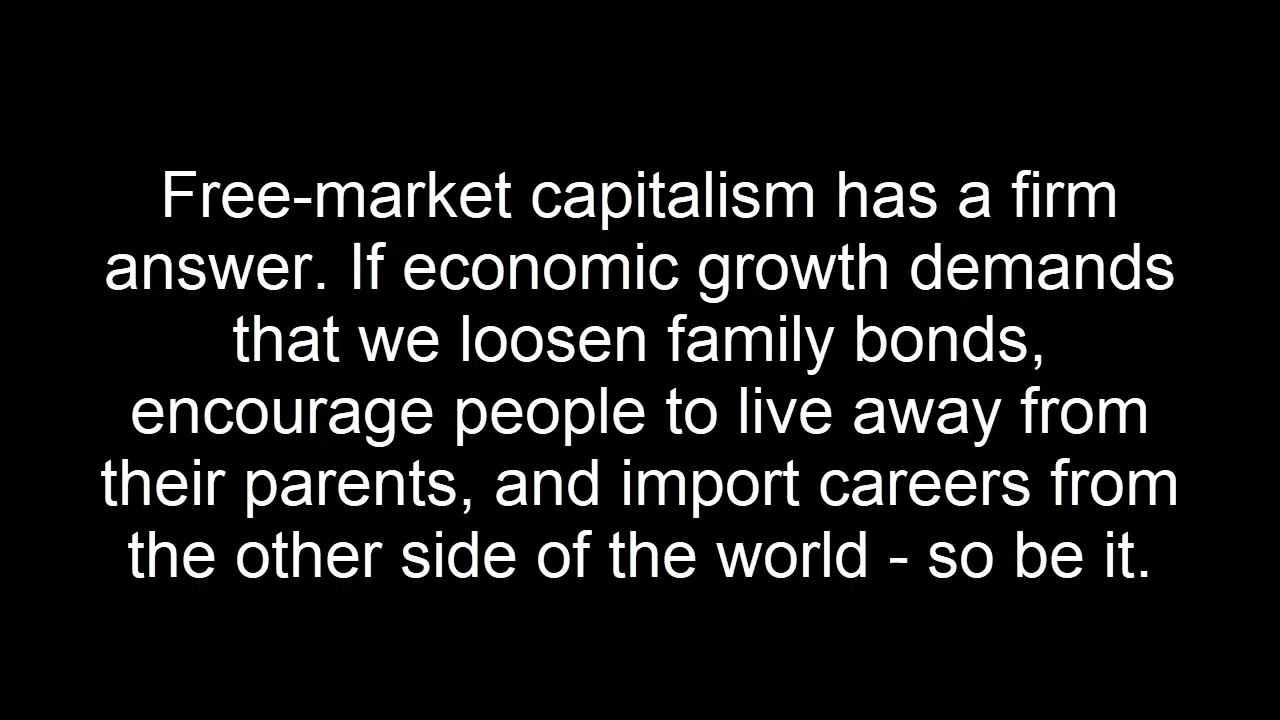 Free-market capitalism has a firm
answer. If economic growth demands
that we loosen family bonds,
encourage people to live away from
their parents, and import careers from
the other side of the world - so be it.